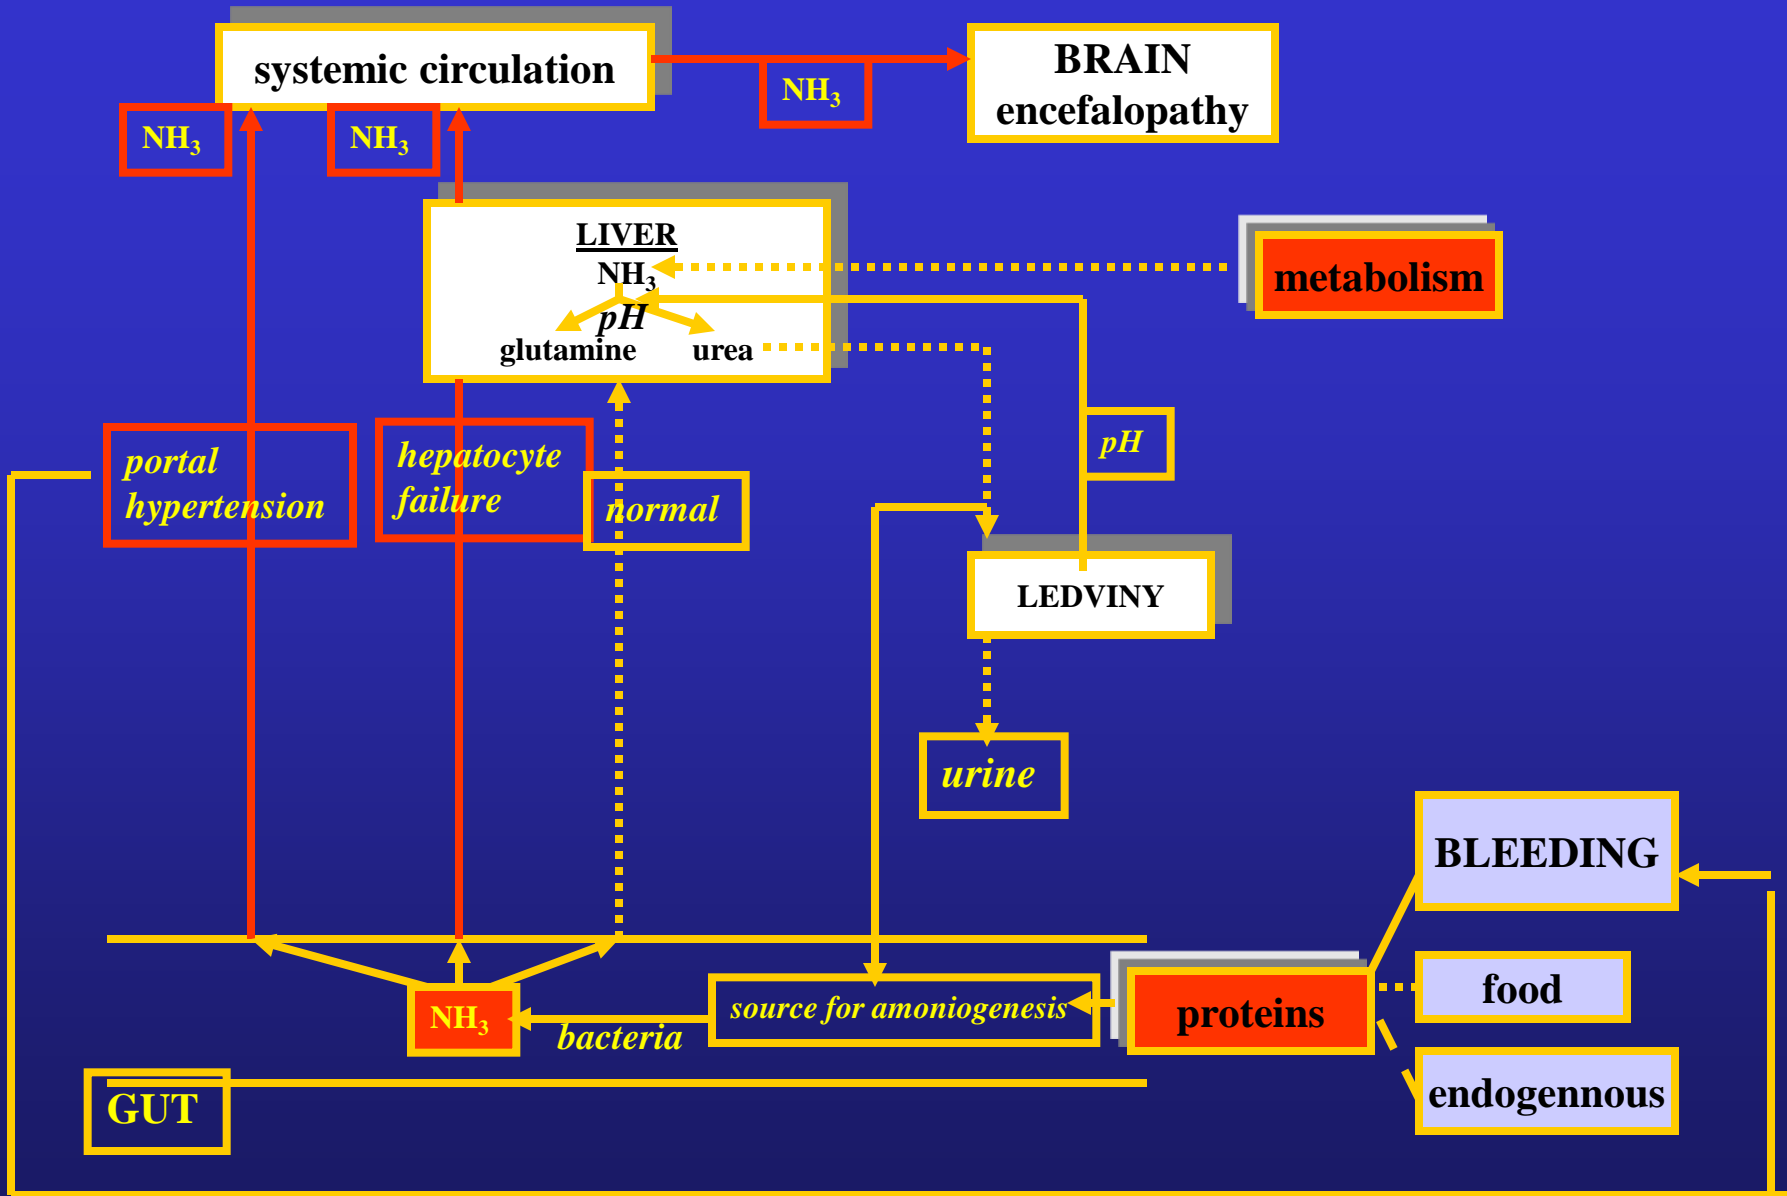 systemic circulation
BRAIN
encefalopathy
NH₃
NH₃
NH₃
LIVER
NH₃
pH
glutamine urea
metabolism
pH
portal
hypertension
hepatocyte
failure
normal
LEDVINY
urine
BLEEDING
food
endogennous
proteins
source for amoniogenesis
bacteria
NH₃
GUT